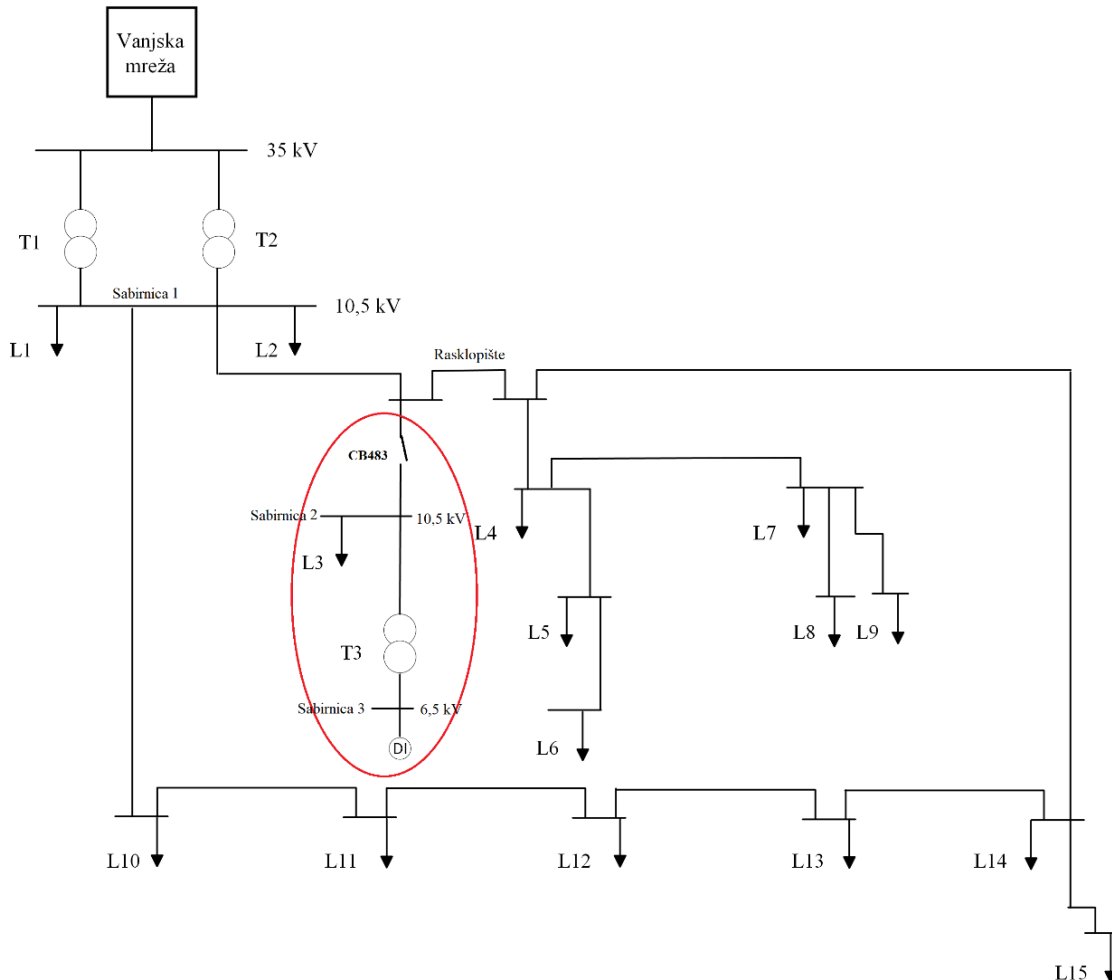 Vanjska
mreža
35 kV
T1
T2
Sabirnica 1
10,5 kV
L1
L2
Rasklopište
CB483
Sabirnica 2
10,5 kV
L3
L4
L7
L5
L8
L9
T3
Sabirnica 3
6,5 kV
DI
L6
L10
L11
L12
L13
L14
L15